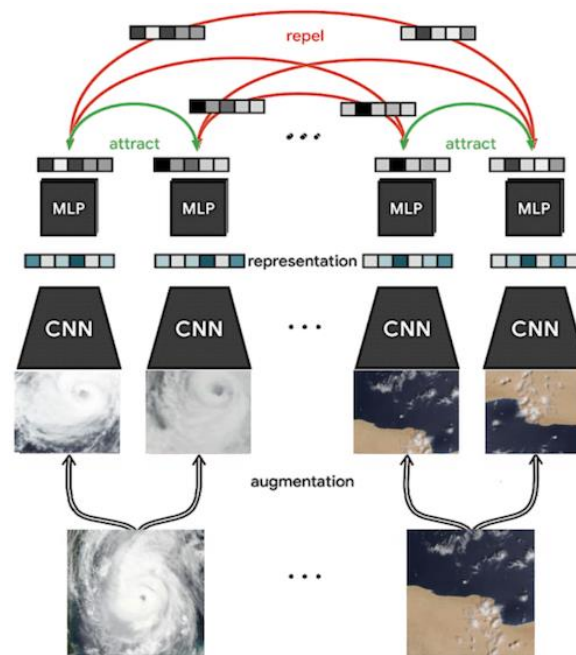 repel
attract
attract
MLP MLP MLP MLP
representation
CNN CNN CNN CNN
augmentation